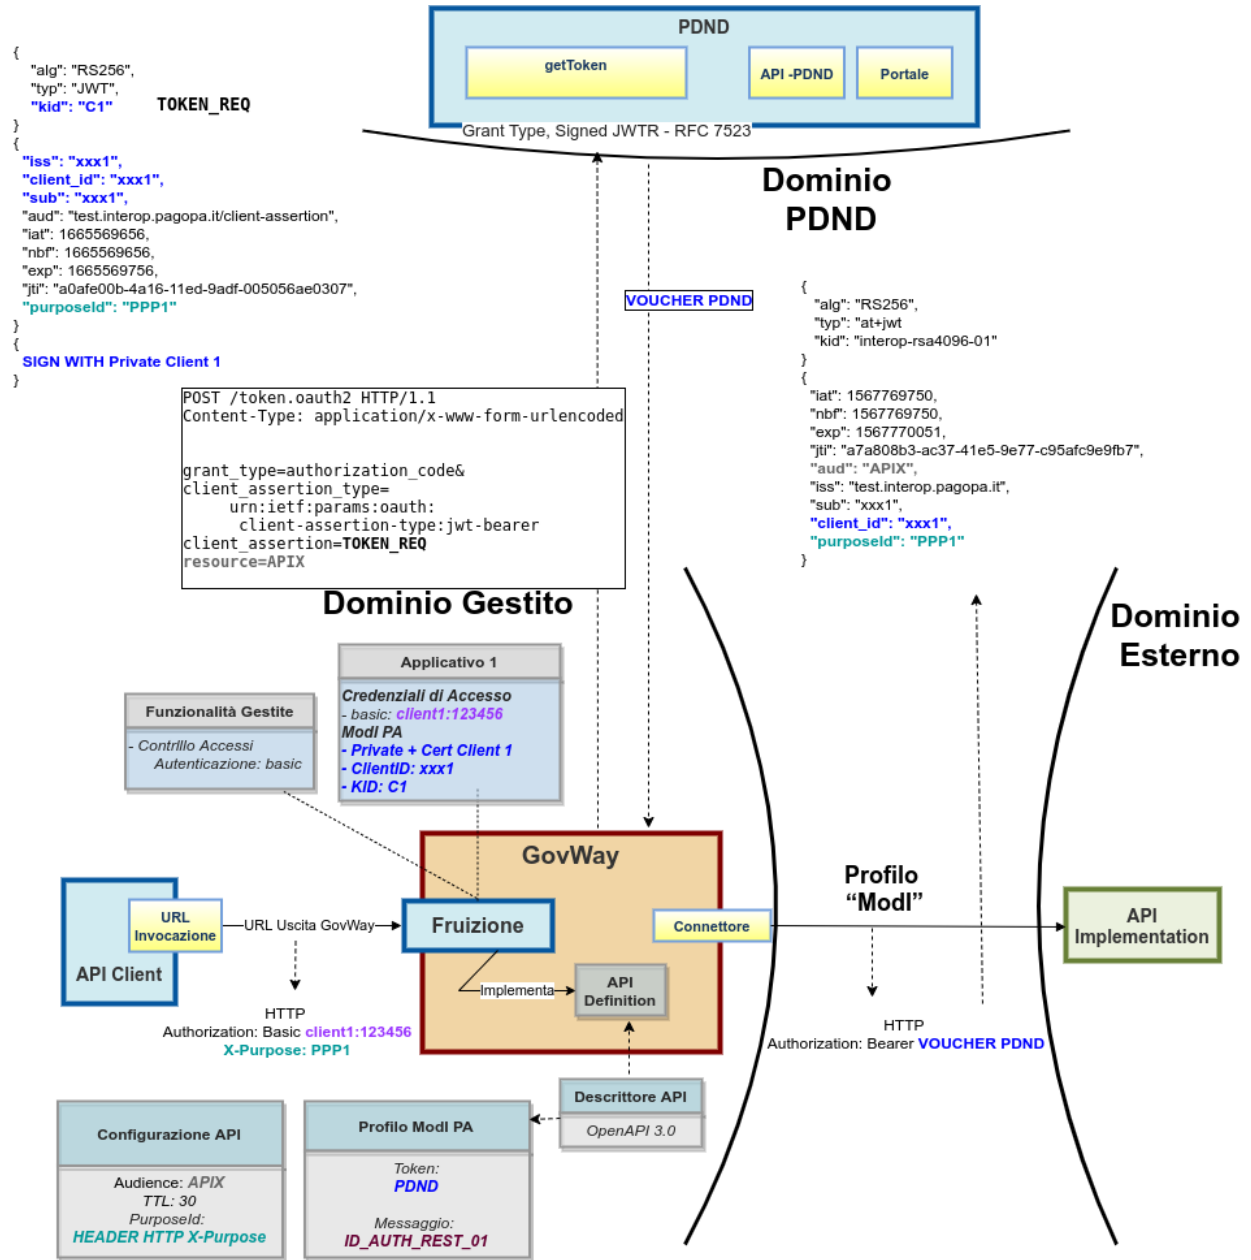 PDND
getToken
API -PDND
Portale
Grant Type, Signed JWTR - RFC 7523
{
"alg": "RS256",
"typ": "JWT",
"kid": "C1"
TOKEN_REQ
}
{
"iss": "xxx1",
"client_id": "xxx1",
"sub": "xxx1",
"aud": "test.interop.pagopa.it/client-assertion",
"iat": 1665569656,
"nbf": 1665569656,
"exp": 1665569756,
"jti": "a0afe00b-4a16-11ed-9adf-005056ae0307",
"purposeId": "PPP1"
}
{
SIGN WITH Private Client 1
}
Dominio
PDND
VOUCHER PDND
{
"alg": "RS256",
"typ": "at+jwt
"kid": "interop-rsa4096-01"
}
{
"iat": 1567769750,
"nbf": 1567769750,
"exp": 1567770051,
"jti": "a7a808b3-ac37-41e5-9e77-c95afc9e9fb7",
"aud": "APIX",
"iss": "test.interop.pagopa.it",
"sub": "xxx1",
"client_id": "xxx1",
"purposeId": "PPP1"
}
POST /token.oauth2 HTTP/1.1
Content-Type: application/x-www-form-urlencoded
grant_type=authorization_code&
client_assertion_type=
urn:ietf:params:oauth:
client-assertion-type:jwt-bearer
client_assertion=TOKEN_REQ
resource=APIX
Dominio Gestito
Dominio
Esterno
Applicativo 1
Credenziali di Accesso
- basic: client1:123456
ModI PA
- Private + Cert Client 1
- ClientID: xxx1
- KID: C1
Funzionalità Gestite
- Contrlllo Accessi
Autenticazione: basic
GovWay
URL
Invocazione
API Client
URL Uscita GovWay
Fruizione
Connettore
Implementa
API
Definition
Profilo
“ModI”
API
Implementation
HTTP
Authorization: Basic client1:123456
X-Purpose: PPP1
HTTP
Authorization: Bearer VOUCHER PDND
Descrittore API
OpenAPI 3.0
Configurazione API
Audience: APIX
TTL: 30
PurposeId:
HEADER HTTP X-Purpose
Profilo ModI PA
Token:
PDND
Messaggio:
ID_AUTH_REST_01